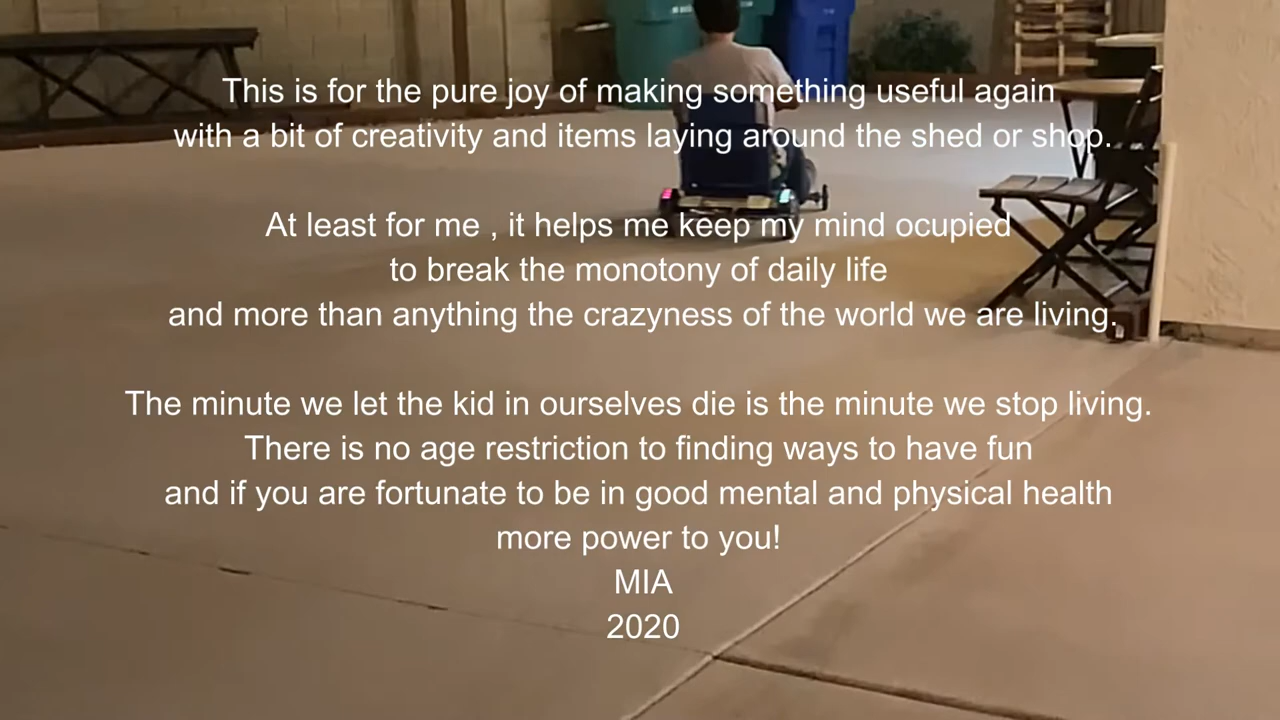 This is for the pure joy of making something useful again
with a bit of creativity and items laying around the shed or shop.
At least for me , it helps me keep my mind ocupied
to break the monotony of daily life
and more than anything the crazyness of the world we are living.
The minute we let the kid in ourselves die is the minute we stop living.
There is no age restriction to finding ways to have fun
and if you are fortunate to be in good mental and physical health
more power to you!
MIA
2020